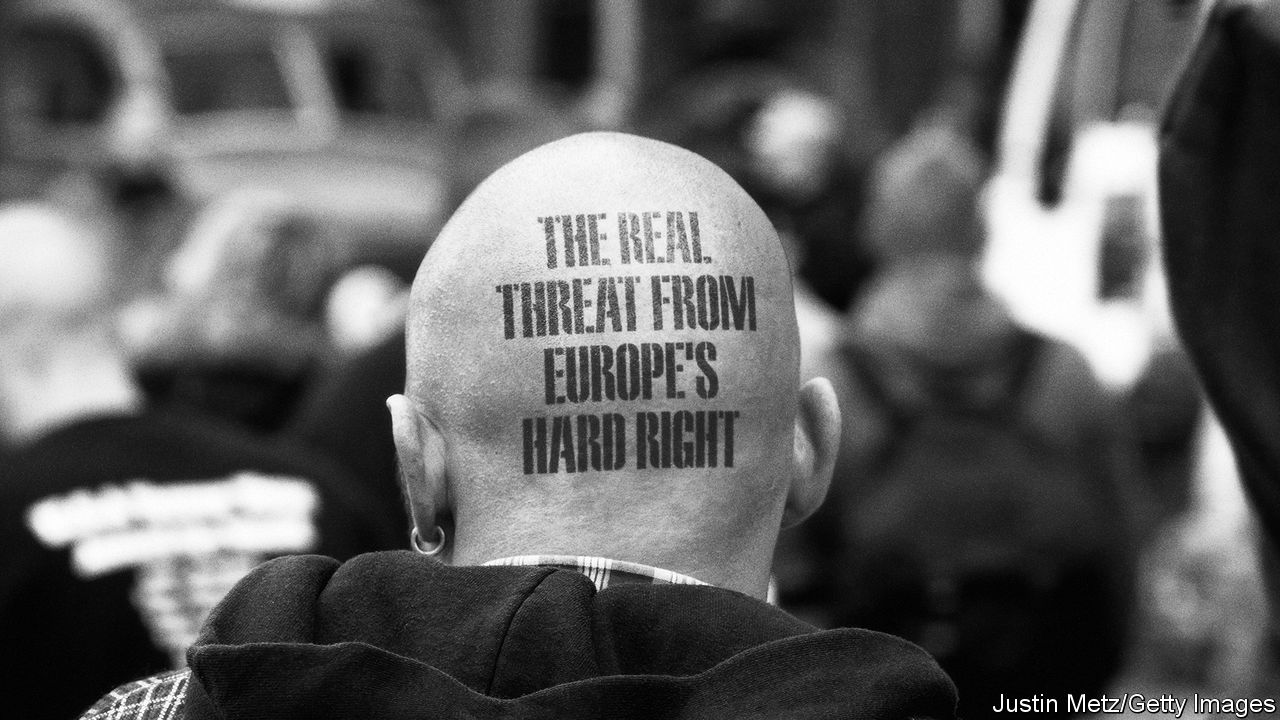 THE REAL
THREAT FROM
EUROPE'S
HARD RIGHT
Justin Metz/Getty Images